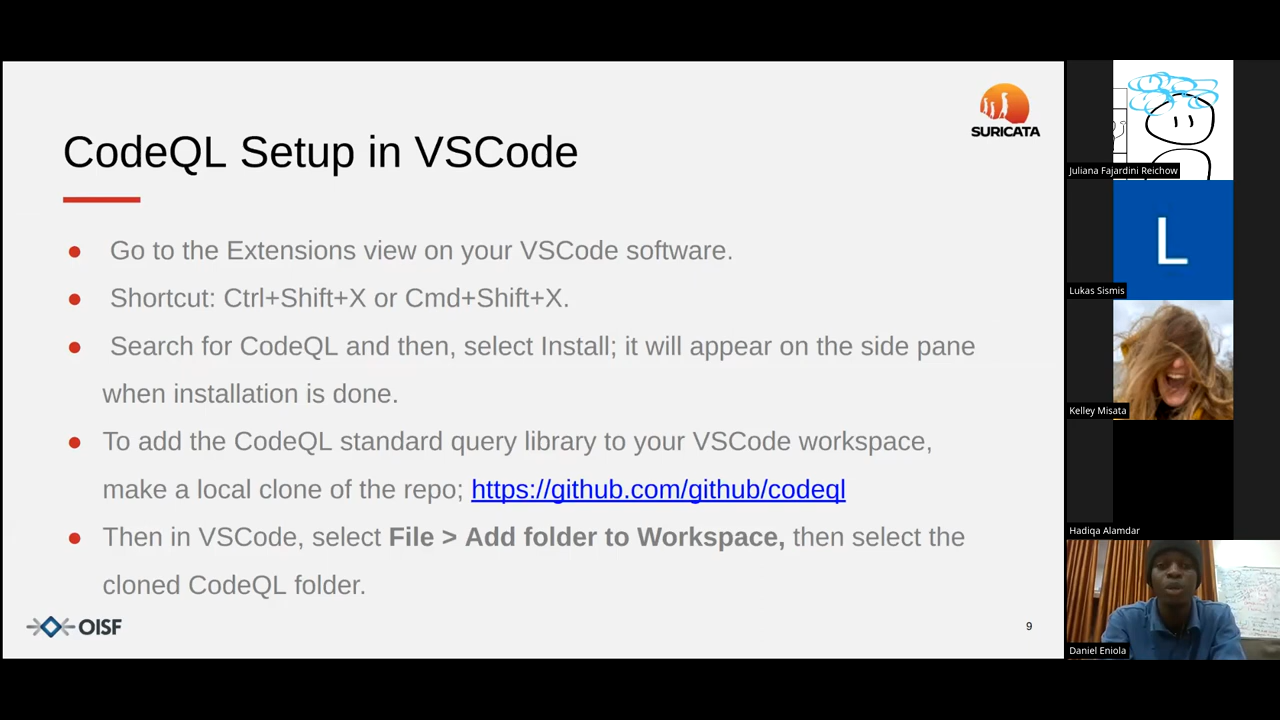 SURICATA
CodeQL Setup in VSCode
● Go to the Extensions view on your VSCode software.
● Shortcut: Ctrl+Shift+X or Cmd+Shift+X.
● Search for CodeQL and then, select Install; it will appear on the side pane
when installation is done.
● To add the CodeQL standard query library to your VSCode workspace,
make a local clone of the repo; https://github.com/github/codeql
● Then in VSCode, select File > Add folder to Workspace, then select the
cloned CodeQL folder.
OISF
9
Juliana Fajardini Reichow
L
Lukas Sismis
Kelley Misata
Hadiqa Alamdar
Daniel Eniola